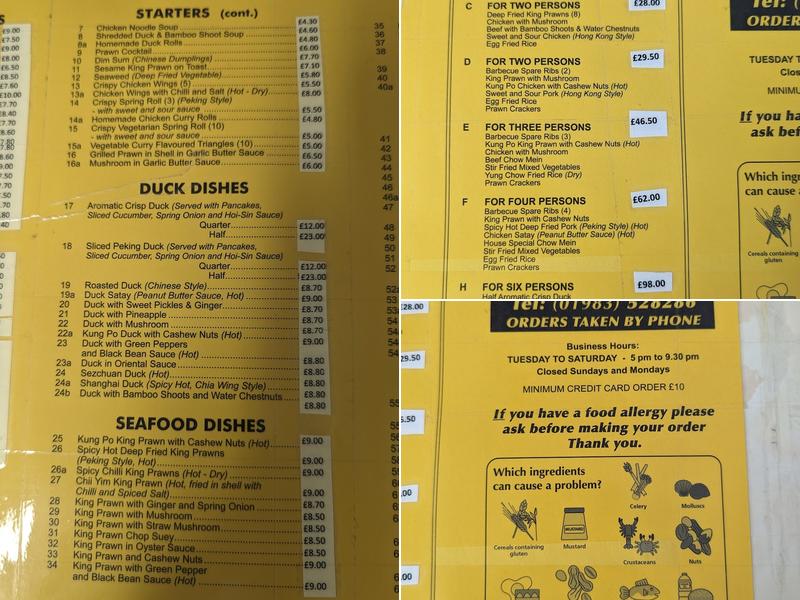 STARTERS (cont.)
7 Chicken Noodle Soup £4.30
8 Shredded Duck & Bamboo Shoot Soup £4.60
8a Homemade Duck Rolls £4.80
9 Prawn Cocktail £6.00
10 Dim Sum (Chinese Dumplings) £7.70
11 Sesame King Prawn on Toast £7.10
12 Seaweed (Deep Fried Vegetable) £5.80
13 Crispy Chicken Wings (5) £5.50
13a Chicken Wings with Chilli and Salt (Hot - Dry) £8.00
14 Crispy Spring Roll (3) (Peking Style)
- with sweet and sour sauce £5.50
14a Homemade Chicken Curry Rolls £4.80
15 Crispy Vegetarian Spring Roll (10)
- with sweet and sour sauce £5.00
15a Vegetable Curry Flavoured Triangles (10) £5.00
16 Grilled Prawn in Shell in Garlic Butter Sauce £6.50
16a Mushroom in Garlic Butter Sauce £6.00
DUCK DISHES
17 Aromatic Crisp Duck (Served with Pancakes,
Sliced Cucumber, Spring Onion and Hoi-Sin Sauce)
Quarter £12.00
Half £23.00
18 Sliced Peking Duck (Served with Pancakes,
Sliced Cucumber, Spring Onion and Hoi-Sin Sauce)
Quarter £12.00
Half £23.00
19 Roasted Duck (Chinese Style) £8.70
19a Duck Satay (Peanut Butter Sauce, Hot) £9.00
20 Duck with Sweet Pickles & Ginger £8.70
21 Duck with Pineapple £8.70
22 Duck with Mushroom £8.70
22a Kung Po Duck with Cashew Nuts (Hot) £9.00
23 Duck with Green Peppers
and Black Bean Sauce (Hot) £8.80
23a Duck in Oriental Sauce £8.80
24 Sezchuan Duck (Hot) £8.80
24a Shanghai Duck (Spicy Hot, Chia Wing Style) £8.80
24b Duck with Bamboo Shoots and Water Chestnuts £8.80
SEAFOOD DISHES
25 Kung Po King Prawn with Cashew Nuts (Hot) £9.00
26 Spicy Hot Deep Fried King Prawns
(Peking Style, Hot) £9.00
26a Spicy Chilli King Prawns (Hot - Dry) £9.00
27 Chii Yim King Prawn (Hot, fried in shell with
Chilli and Spiced Salt) £9.00
28 King Prawn with Ginger and Spring Onion £8.70
29 King Prawn with Mushroom £8.50
30 King Prawn with Straw Mushroom £8.50
31 King Prawn Chop Suey £8.50
32 King Prawn in Oyster Sauce £8.50
33 King Prawn and Cashew Nuts £9.00
34 King Prawn with Green Pepper
and Black Bean Sauce (Hot) £9.00
C FOR TWO PERSONS £28.00
Deep Fried King Prawns (8)
Chicken with Mushroom
Beef with Bamboo Shoots & Water Chestnuts
Sweet and Sour Chicken (Hong Kong Style)
Egg Fried Rice
D FOR TWO PERSONS £29.50
Barbecue Spare Ribs (2)
King Prawn with Mushroom
Kung Po Chicken with Cashew Nuts (Hot)
Sweet and Sour Pork (Hong Kong Style)
Egg Fried Rice
Prawn Crackers
E FOR THREE PERSONS £46.50
Barbecue Spare Ribs (3)
Kung Po King Prawn with Cashew Nuts (Hot)
Chicken with Mushroom
Beef Chow Mein
Stir Fried Mixed Vegetables
Yung Chow Fried Rice (Dry)
Prawn Crackers
F FOR FOUR PERSONS £62.00
Barbecue Spare Ribs (4)
King Prawn with Cashew Nuts
Spicy Hot Deep Fried Pork (Peking Style) (Hot)
Chicken Satay (Peanut Butter Sauce) (Hot)
House Special Chow Mein
Stir Fried Mixed Vegetables
Egg Fried Rice
Prawn Crackers
H FOR SIX PERSONS £98.00
Half Aromatic Crisp Duck
Tel: (01983) 528286
ORDERS TAKEN BY PHONE
Business Hours:
TUESDAY TO SATURDAY - 5 pm to 9.30 pm
Closed Sundays and Mondays
MINIMUM CREDIT CARD ORDER £10
If you have a food allergy please
ask before making your order
Thank you.
Which ingredients
can cause a problem?
Celery
Molluscs
Cereals containing
gluten
MUSTARD
Mustard
Crustaceans
Nuts